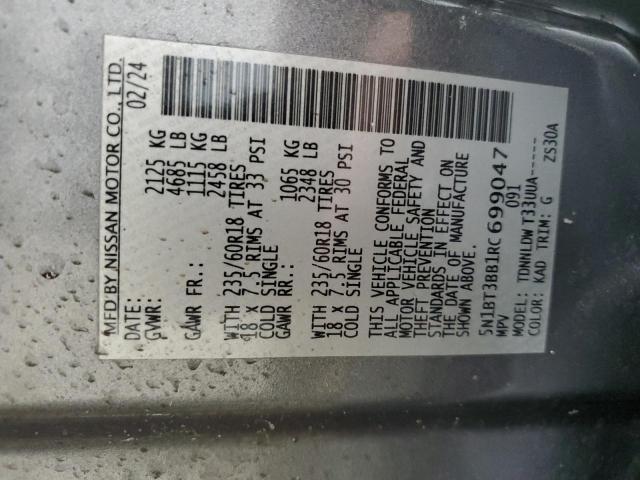 MFD BY NISSAN MOTOR CO., LTD.
DATE: 02/24
GVWR: 2125 KG
4685 LB
GAWR FR.: 1115 KG
2458 LB
WITH 235/60R18 TIRES
18 X 7.5 RIMS AT 33 PSI
COLD SINGLE
GAWR RR.: 1065 KG
2348 LB
WITH 235/60R18 TIRES
18 X 7.5 RIMS AT 30 PSI
COLD SINGLE
THIS VEHICLE CONFORMS TO
ALL APPLICABLE FEDERAL
MOTOR VEHICLE SAFETY AND
THEFT PREVENTION
STANDARDS IN EFFECT ON
THE DATE OF MANUFACTURE
SHOWN ABOVE.
5N1BT3BB1RC699047
MPV 091
MODEL: TDNNLDWT33UUA-----
COLOR: KAD TRIM: G ZS30A